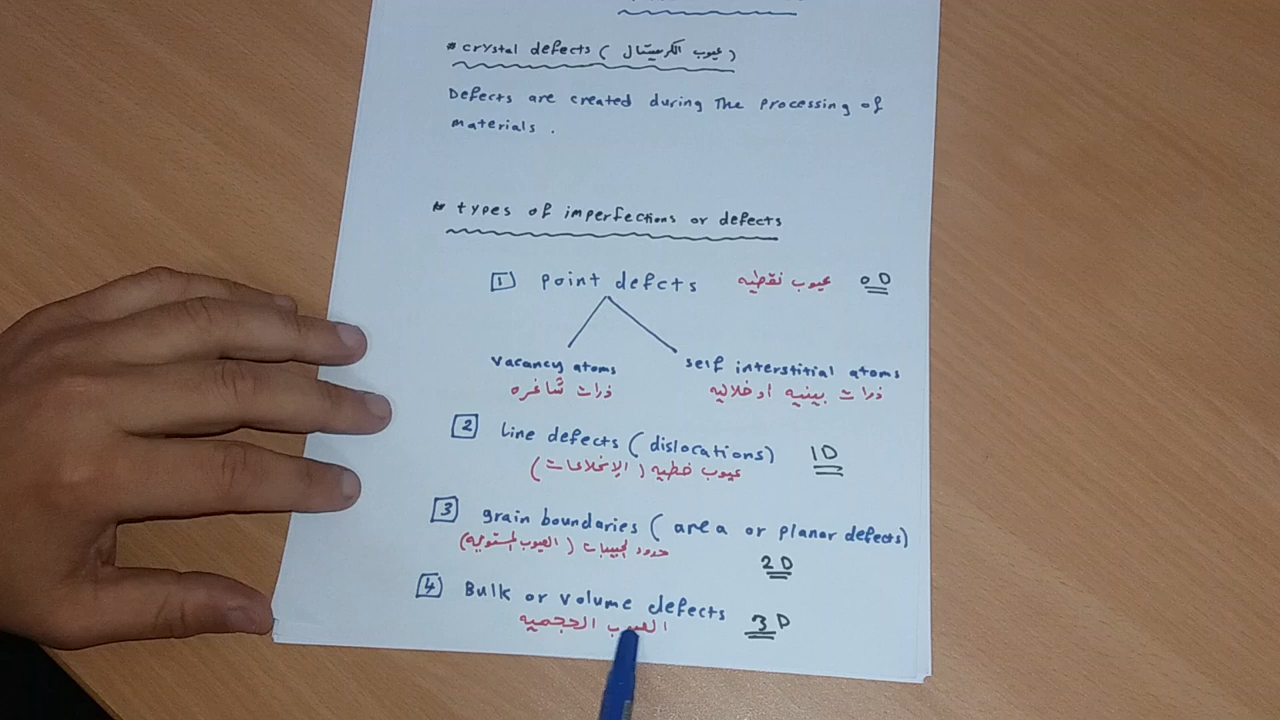 * crystal defects ( عيوب الكريستال )
Defects are created during The processing of
materials .
* types of imperfections or defects
1 point defcts عيوب نقطيه 0D
vacancy atoms self interstitial atoms
ذرات شاغره ذرات بينيه او خلاليه
2 Line defects ( dislocations ) 1D
عيوب خطيه ( الإنخلاعات )
3 grain boundaries ( area or planar defects )
حدود الحبيبات ( العيوب المستويه )
2D
4 Bulk or volume defects 3D
العيوب الحجميه